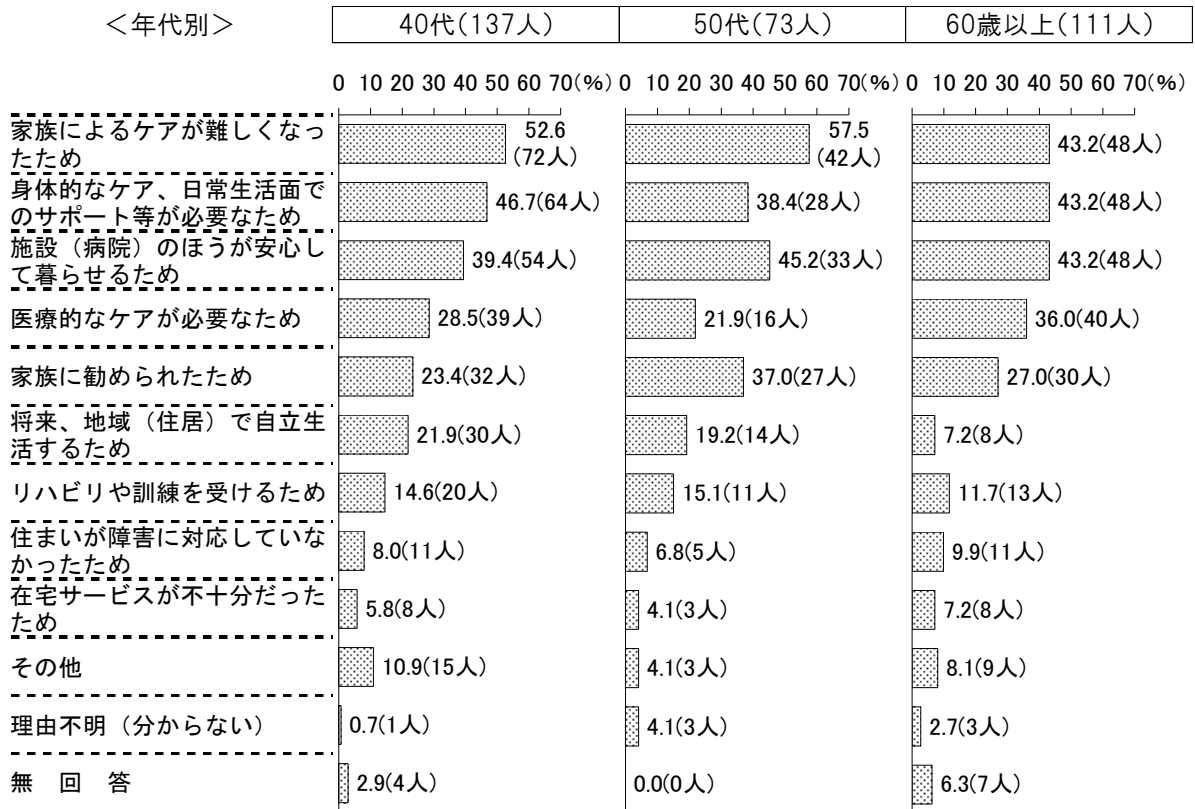 <年代別> 40代(137人) 50代(73人) 60歳以上(111人)
0 10 20 30 40 50 60 70(%) 0 10 20 30 40 50 60 70(%) 0 10 20 30 40 50 60 70(%)
家族によるケアが難しくなっ
たため
52.6
(72人)
57.5
(42人)
43.2(48人)
身体的なケア、日常生活面で
のサポート等が必要なため
46.7(64人) 38.4(28人) 43.2(48人)
施設（病院）のほうが安心し
て暮らせるため
39.4(54人) 45.2(33人) 43.2(48人)
医療的なケアが必要なため 28.5(39人) 21.9(16人) 36.0(40人)
家族に勧められたため 23.4(32人) 37.0(27人) 27.0(30人)
将来、地域（住居）で自立生
活するため
21.9(30人) 19.2(14人) 7.2(8人)
リハビリや訓練を受けるため 14.6(20人) 15.1(11人) 11.7(13人)
住まいが障害に対応していな
かったため
8.0(11人) 6.8(5人) 9.9(11人)
在宅サービスが不十分だった
ため
5.8(8人) 4.1(3人) 7.2(8人)
その他 10.9(15人) 4.1(3人) 8.1(9人)
理由不明（分からない） 0.7(1人) 4.1(3人) 2.7(3人)
無　回　答 2.9(4人) 0.0(0人) 6.3(7人)